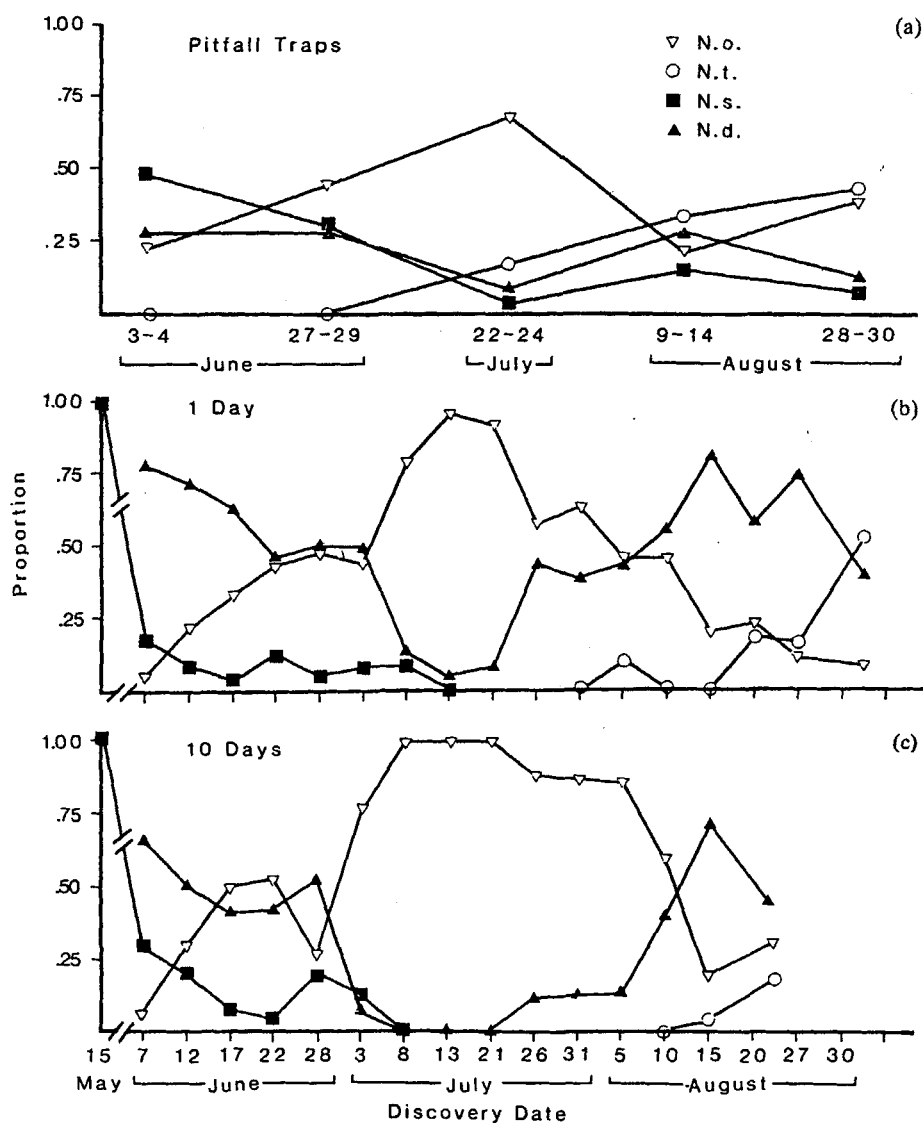 1.00
(a)
Pitfall Traps
N.o.
N.t.
N.s.
N.d.
.75
.50
.25
3-4 27-29 22-24 9-14 28-30
June July August
1.00
1 Day
(b)
.75
.50
.25
Proportion
1.00
10 Days
(c)
.75
.50
.25
15 7 12 17 22 28 3 8 13 21 26 31 5 10 15 20 27 30
May June July August
Discovery Date